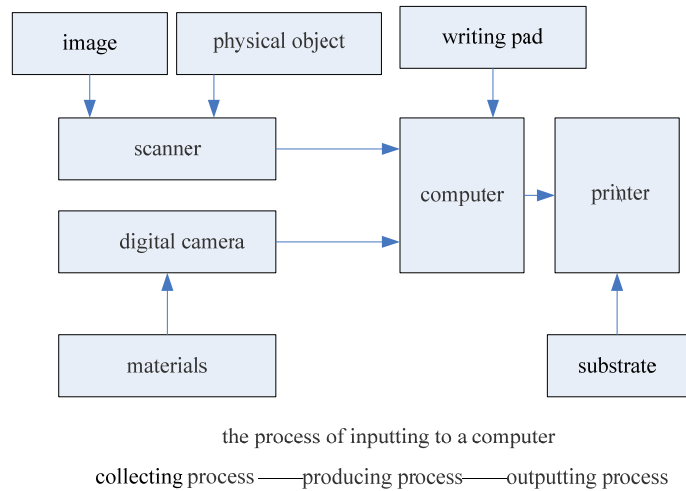 image
physical object
writing pad
scanner
computer
printer
digital camera
materials
substrate
the process of inputting to a computer
collecting process ——producing process——outputting process